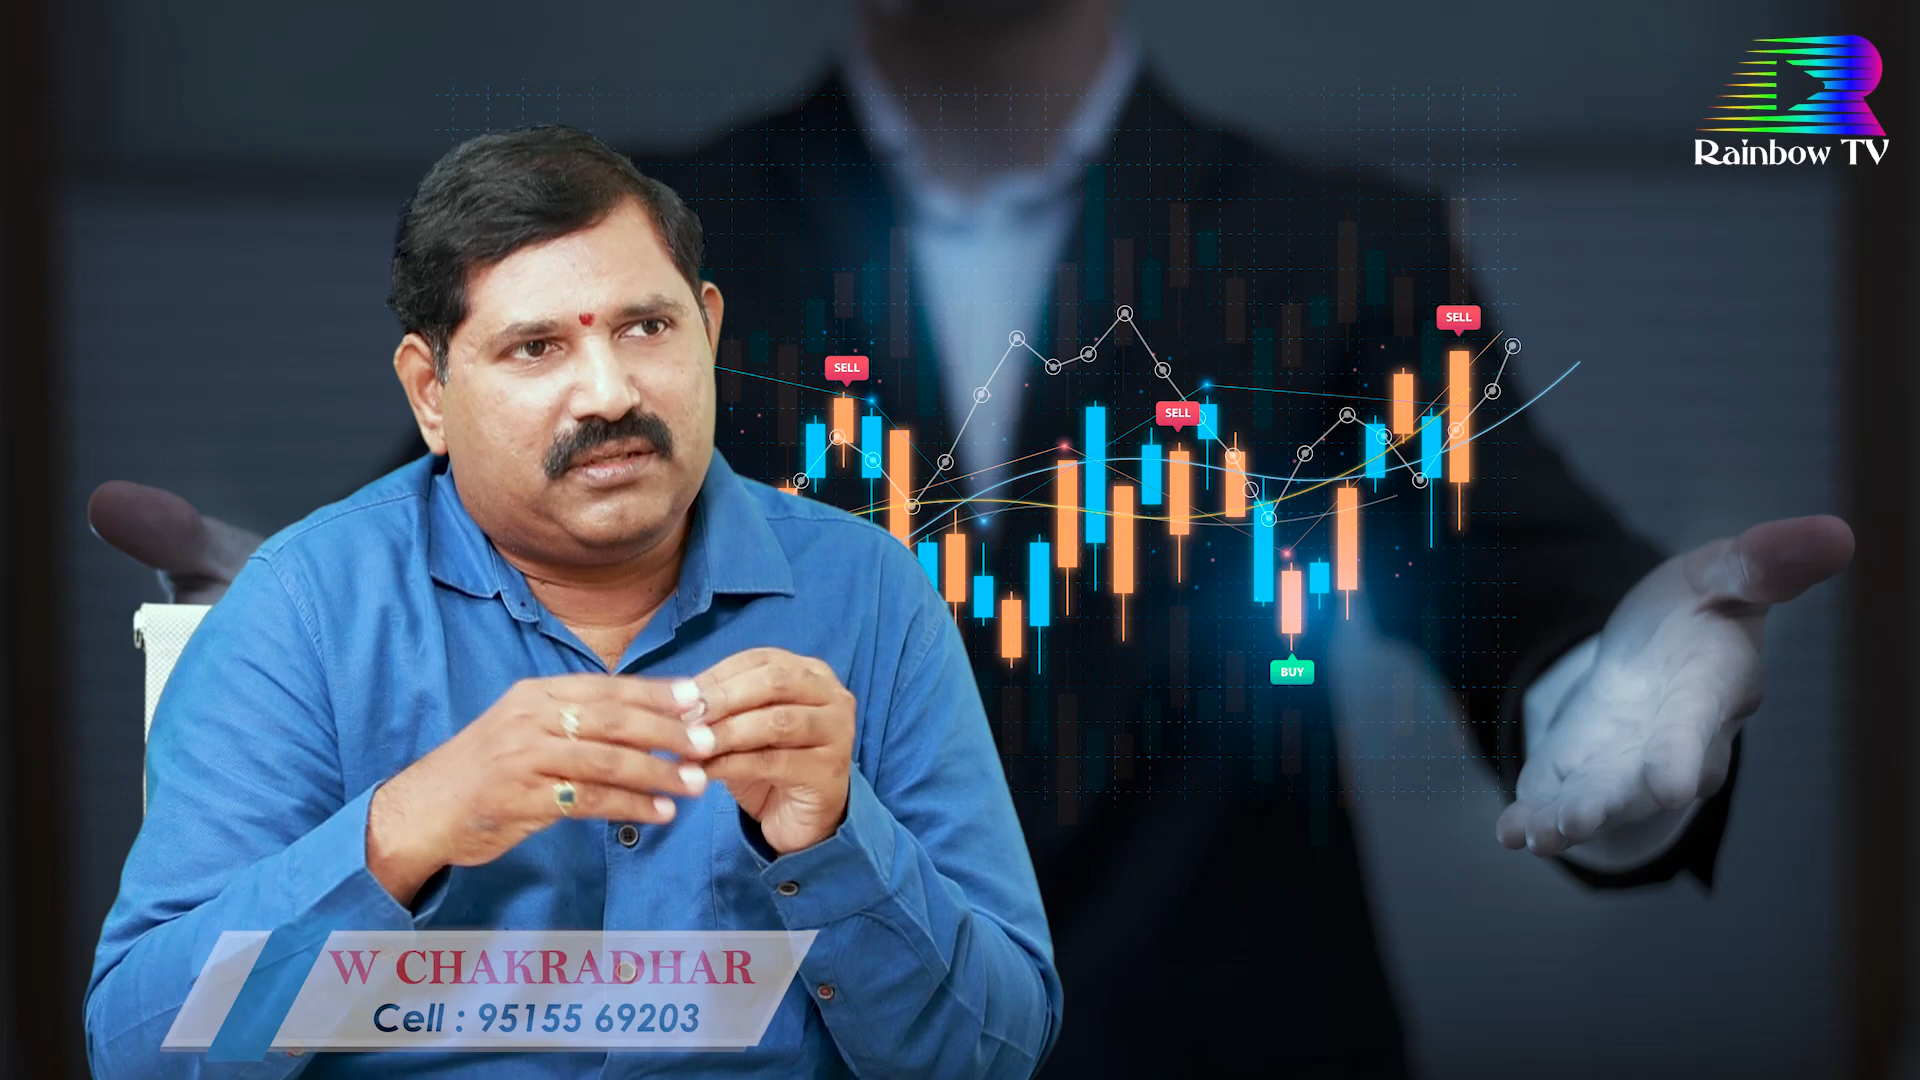 Rainbow TV
SELL
SELL
SELL
BUY
W CHAKRADHAR
Cell : 95155 69203